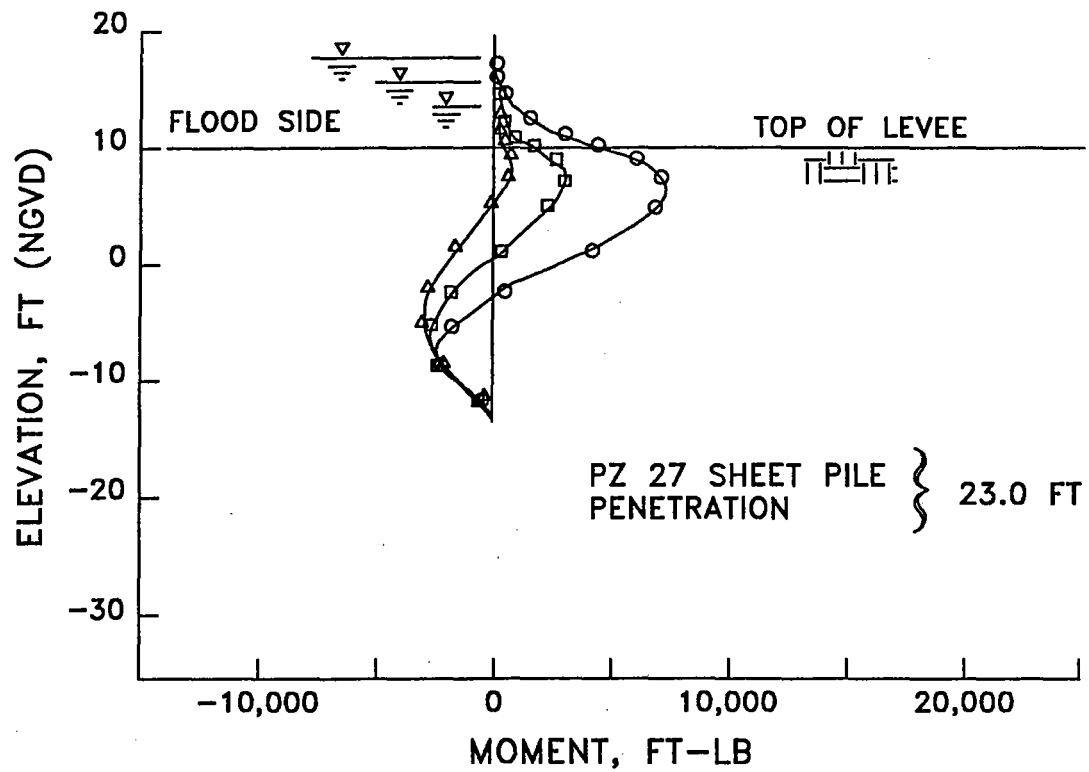 20
10
0
-10
-20
-30
ELEVATION, FT (NGVD)
FLOOD SIDE
TOP OF LEVEE
PZ 27 SHEET PILE
PENETRATION
23.0 FT
-10,000
0
10,000
20,000
MOMENT, FT-LB